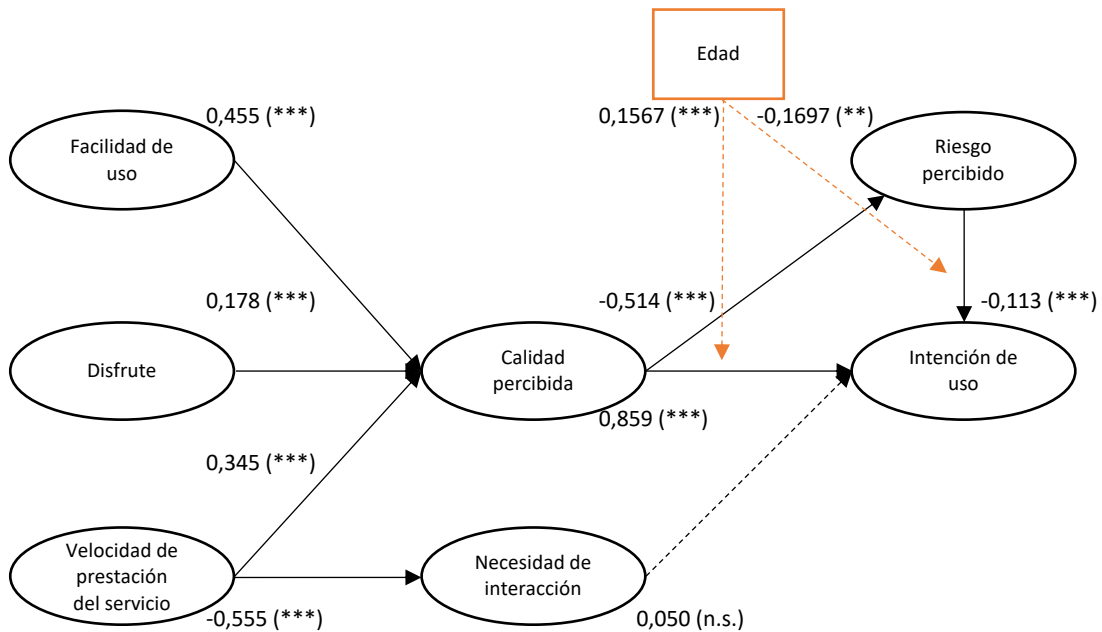 Edad
0,455 (***)
0,1567 (***)
-0,1697 (**)
Facilidad de
uso
Riesgo
percibido
0,178 (***)
-0,514 (***)
-0,113 (***)
Disfrute
Calidad
percibida
Intención de
uso
0,859 (***)
0,345 (***)
Velocidad de
prestación
del servicio
Necesidad de
interacción
-0,555 (***)
0,050 (n.s.)